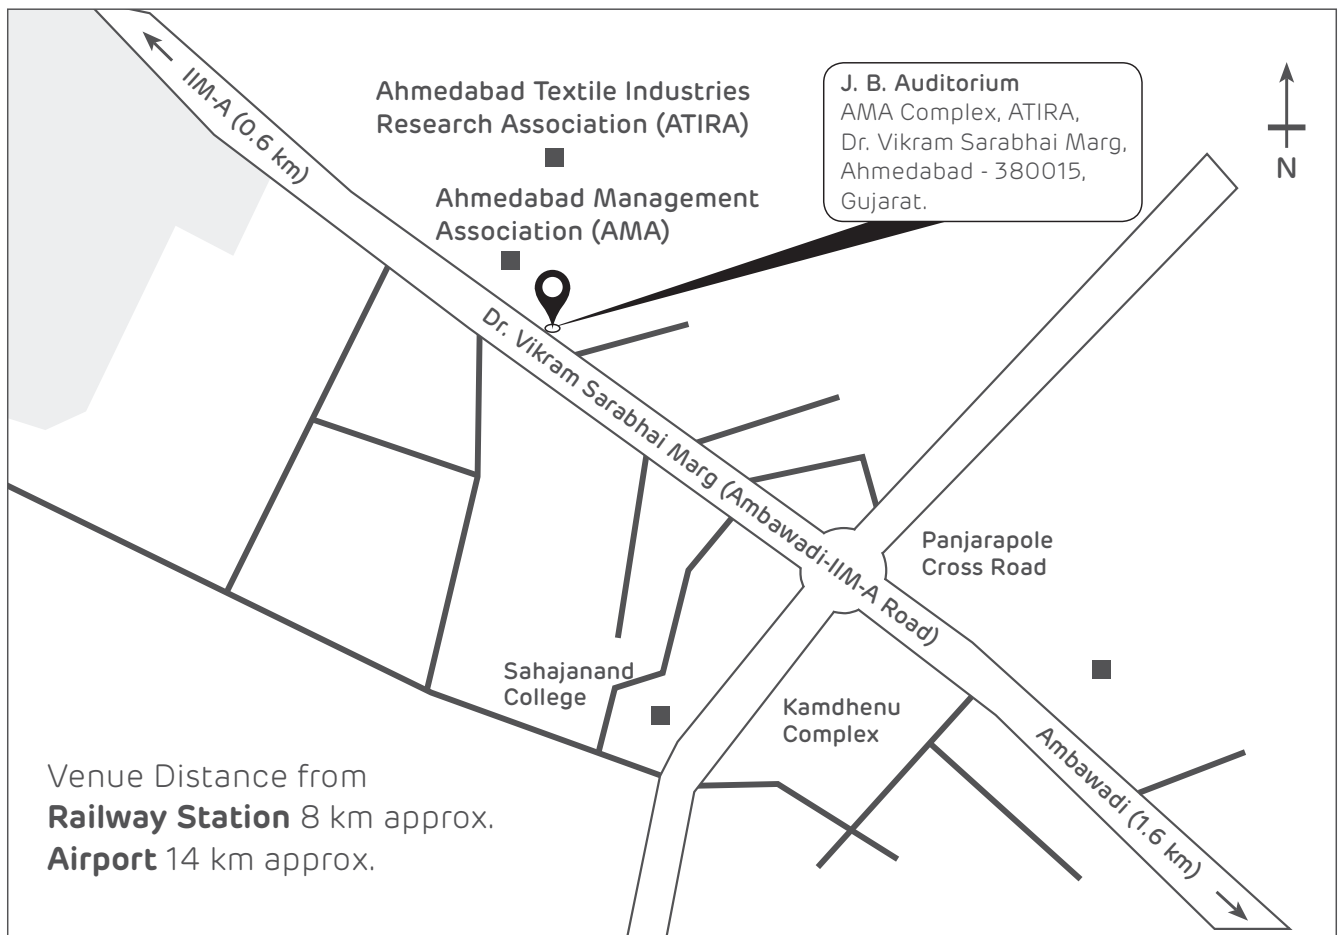 IIM-A (0.6 km)
Ahmedabad Textile Industries
Research Association (ATIRA)
Ahmedabad Management
Association (AMA)
J. B. Auditorium
AMA Complex, ATIRA,
Dr. Vikram Sarabhai Marg,
Ahmedabad - 380015,
Gujarat.
N
Dr. Vikram Sarabhai Marg (Ambawadi-IIM-A Road)
Panjarapole
Cross Road
Sahajanand
College
Kamdhenu
Complex
Ambawadi (1.6 km)
Venue Distance from
Railway Station 8 km approx.
Airport 14 km approx.